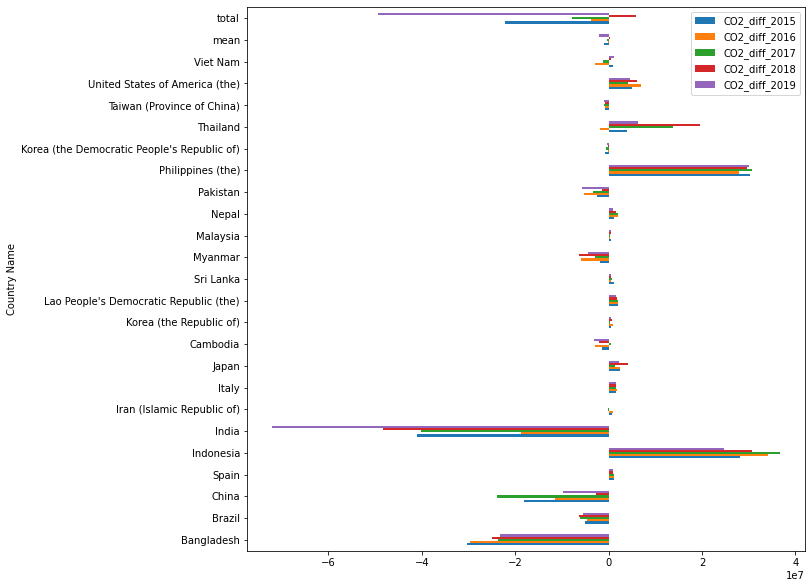 total
mean
Viet Nam
United States of America (the)
Taiwan (Province of China)
Thailand
Korea (the Democratic People's Republic of)
Philippines (the)
Pakistan
Nepal
Malaysia
Myanmar
Sri Lanka
Lao People's Democratic Republic (the)
Korea (the Republic of)
Cambodia
Japan
Italy
Iran (Islamic Republic of)
India
Indonesia
Spain
China
Brazil
Bangladesh
Country Name
CO2_diff_2015
CO2_diff_2016
CO2_diff_2017
CO2_diff_2018
CO2_diff_2019
−6 −4 −2 0 2 4
1e7